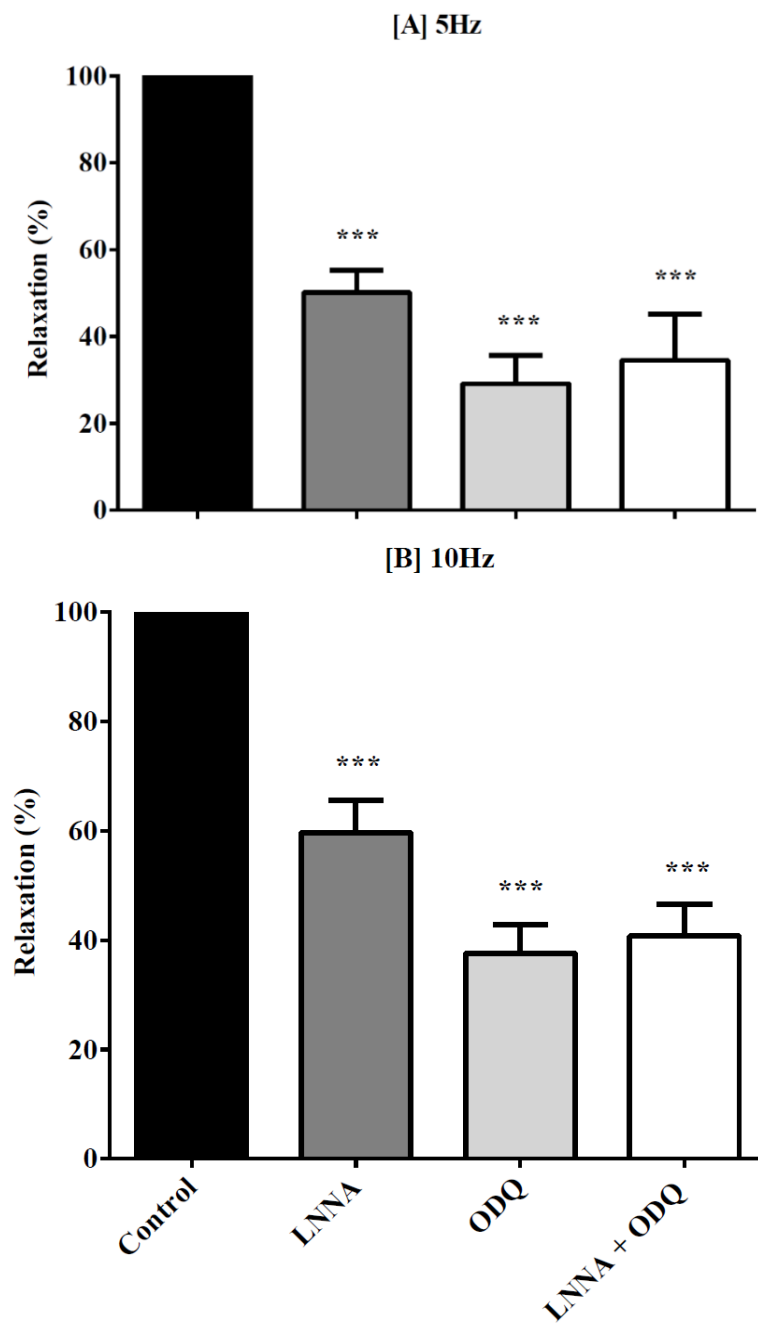 [A] 5Hz
Relaxation (%)
100
80
60
40
20
0
***
***
***
[B] 10Hz
Relaxation (%)
100
80
60
40
20
0
***
***
***
Control
LNNA
ODQ
LNNA + ODQ